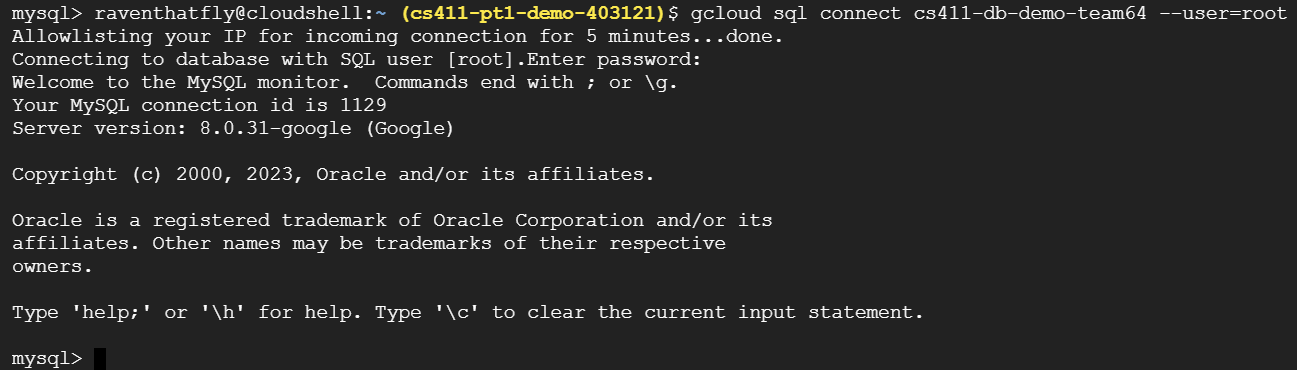 mysql> raventhatfly@cloudshell:~ (cs411-pt1-demo-403121)$ gcloud sql connect cs411-db-demo-team64 --user=root
Allowlisting your IP for incoming connection for 5 minutes...done.
Connecting to database with SQL user [root].Enter password:
Welcome to the MySQL monitor.  Commands end with ; or \g.
Your MySQL connection id is 1129
Server version: 8.0.31-google (Google)
Copyright (c) 2000, 2023, Oracle and/or its affiliates.
Oracle is a registered trademark of Oracle Corporation and/or its
affiliates. Other names may be trademarks of their respective
owners.
Type 'help;' or '\h' for help. Type '\c' to clear the current input statement.
mysql>